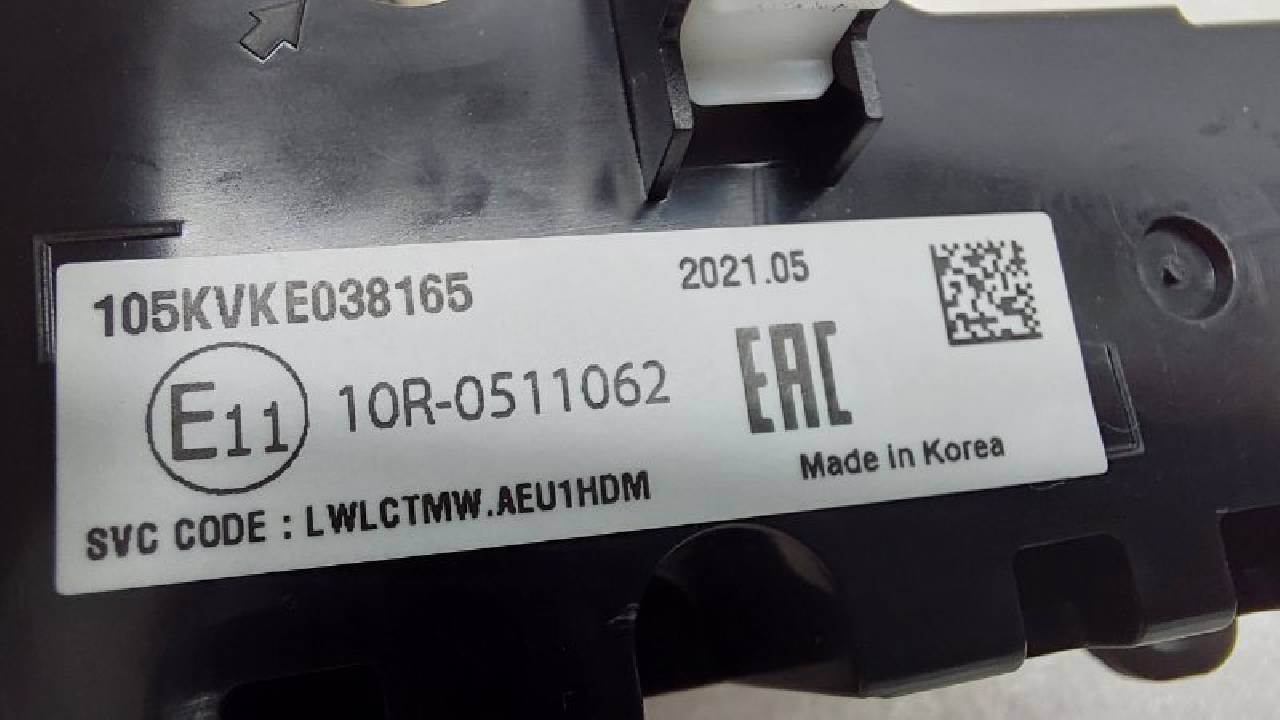 105KVKE038165
2021.05
E11
10R-0511062
EAC
Made in Korea
SVC CODE : LWLCTMW.AEU1HDM